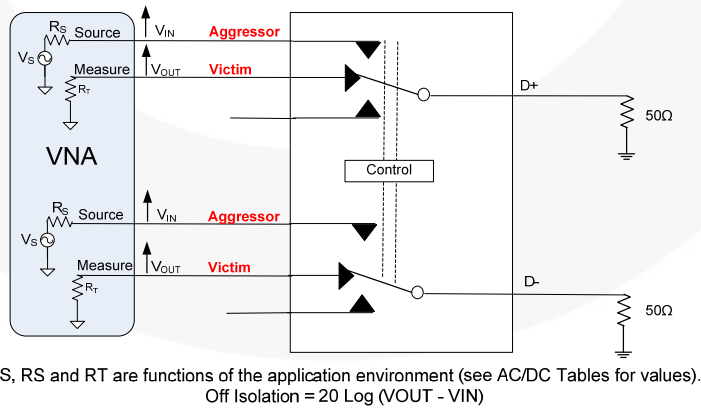 RS Source VIN Aggressor
VS
Measure VOUT Victim
RT
D+
50Ω
VNA
Control
RS Source VIN Aggressor
VS
Measure VOUT Victim
RT
D-
50Ω
S, RS and RT are functions of the application environment (see AC/DC Tables for values).
Off Isolation = 20 Log (VOUT - VIN)